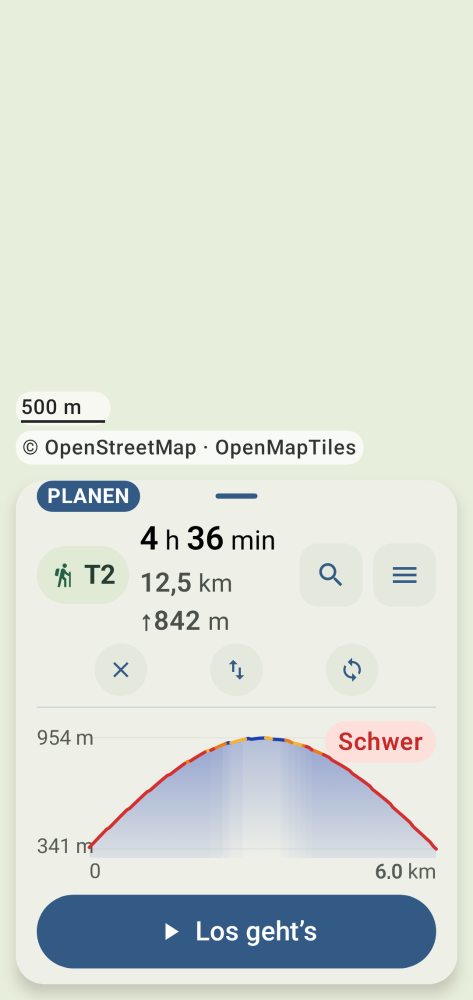 500 m
© OpenStreetMap · OpenMapTiles
PLANEN
T2
4 h 36 min
12,5 km
↑842 m
954 m
Schwer
341 m
0
6.0 km
Los geht’s